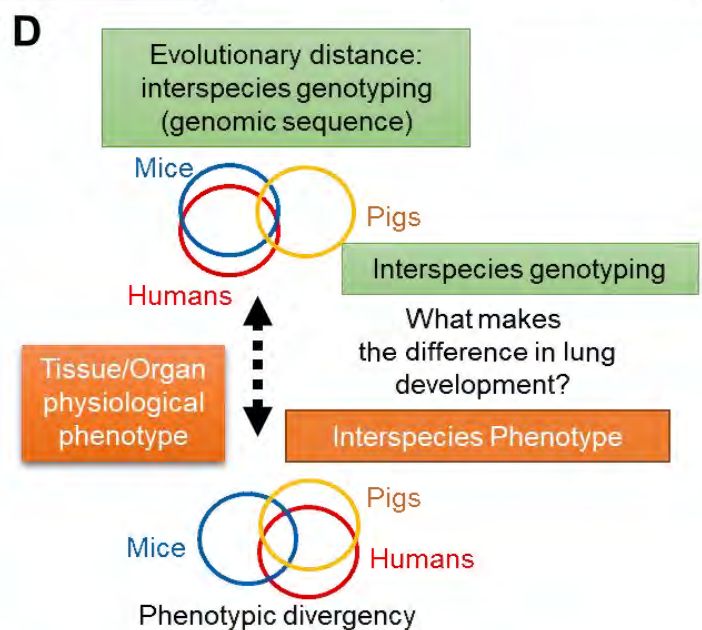 D
Evolutionary distance:
interspecies genotyping
(genomic sequence)
Mice
Pigs
Humans
Interspecies genotyping
What makes
the difference in lung
development?
Tissue/Organ
physiological
phenotype
Interspecies Phenotype
Pigs
Mice
Humans
Phenotypic divergency